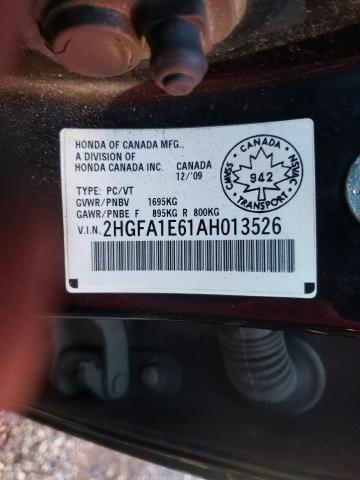 HONDA OF CANADA MFG.,
A DIVISION OF
HONDA CANADA INC. CANADA
12/'09
TYPE: PC/VT
GVWR/PNBV 1695KG
GAWR/PNBE F 895KG R 800KG
V.I.N. 2HGFA1E61AH013526
CANADA
CMVSS
NSVAC
942
TRANSPORT